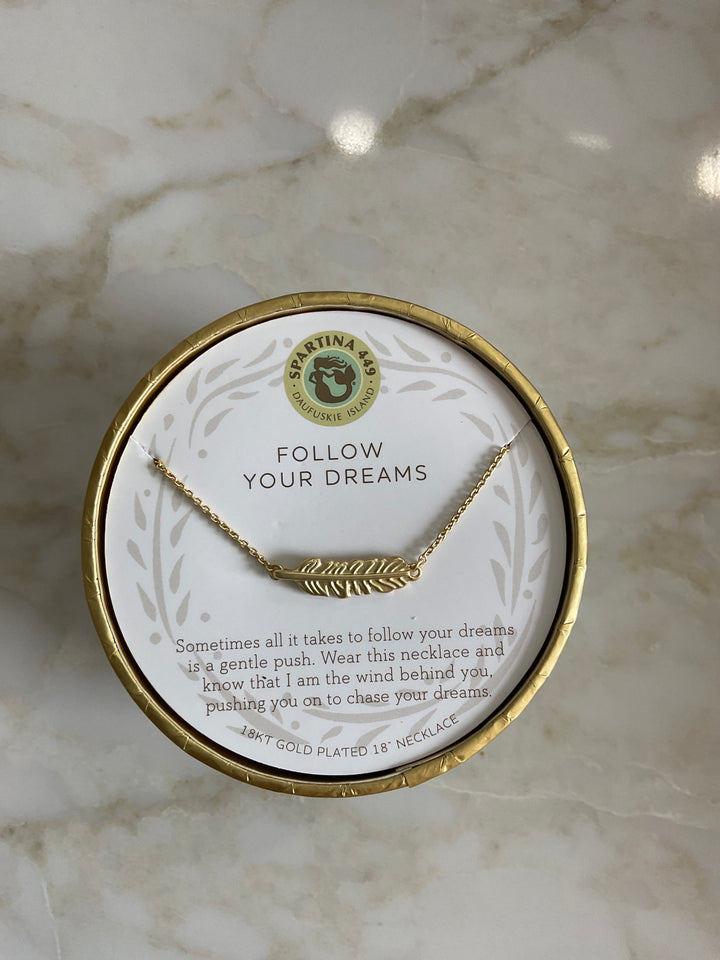 SPARTINA 449
· DAUFUSKIE ISLAND ·
FOLLOW
YOUR DREAMS
Sometimes all it takes to follow your dreams
is a gentle push. Wear this necklace and
know that I am the wind behind you,
pushing you on to chase your dreams.
18KT GOLD PLATED 18" NECKLACE